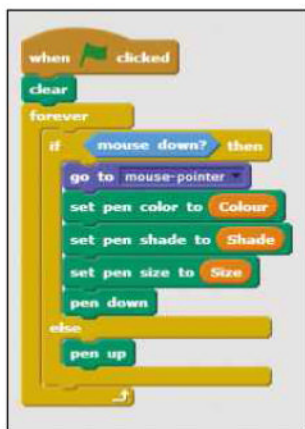 when clicked
clear
forever
if mouse down? then
go to mouse-pointer
set pen color to Colour
set pen shade to Shade
set pen size to Size
pen down
else
pen up